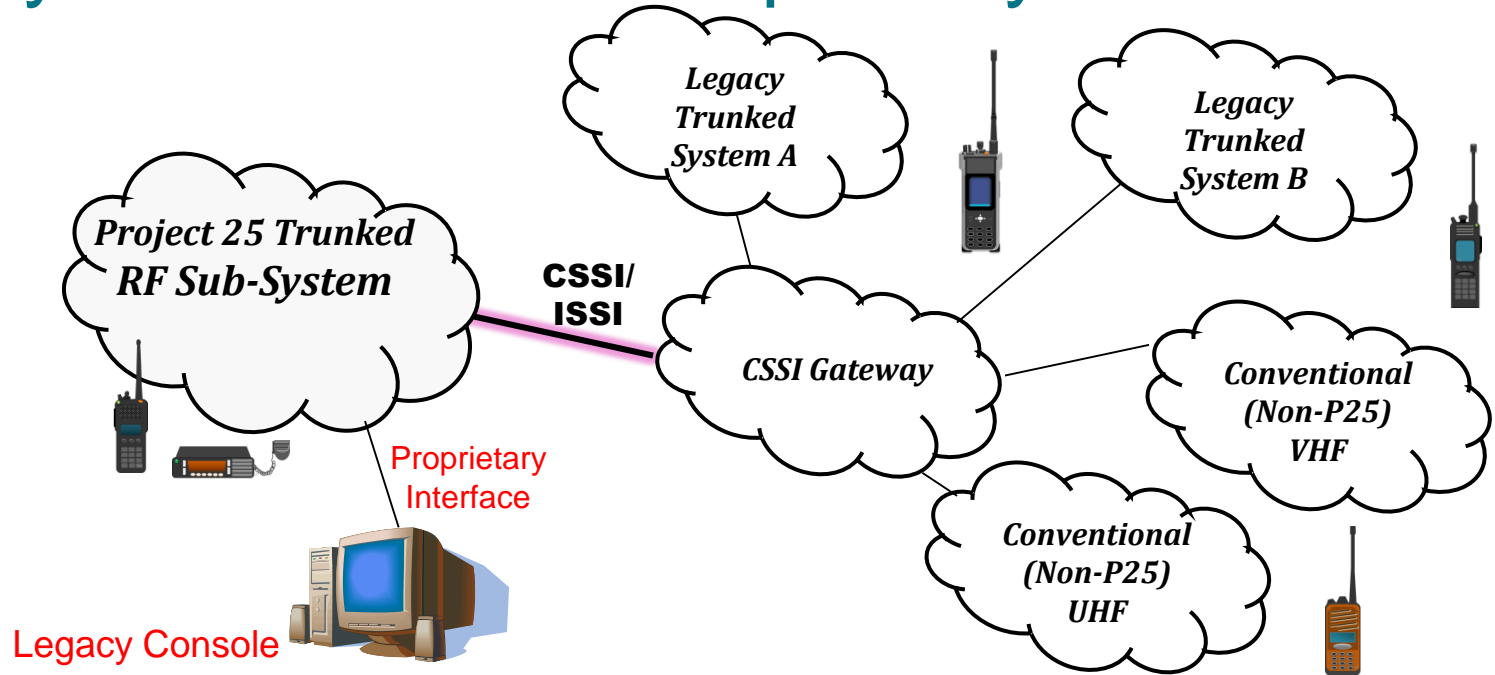 Legacy
Trunked
System A
Legacy
Trunked
System B
Project 25 Trunked
RF Sub-System
CSSI/
ISSI
CSSI Gateway
Conventional
(Non-P25)
VHF
Proprietary
Interface
Conventional
(Non-P25)
UHF
Legacy Console